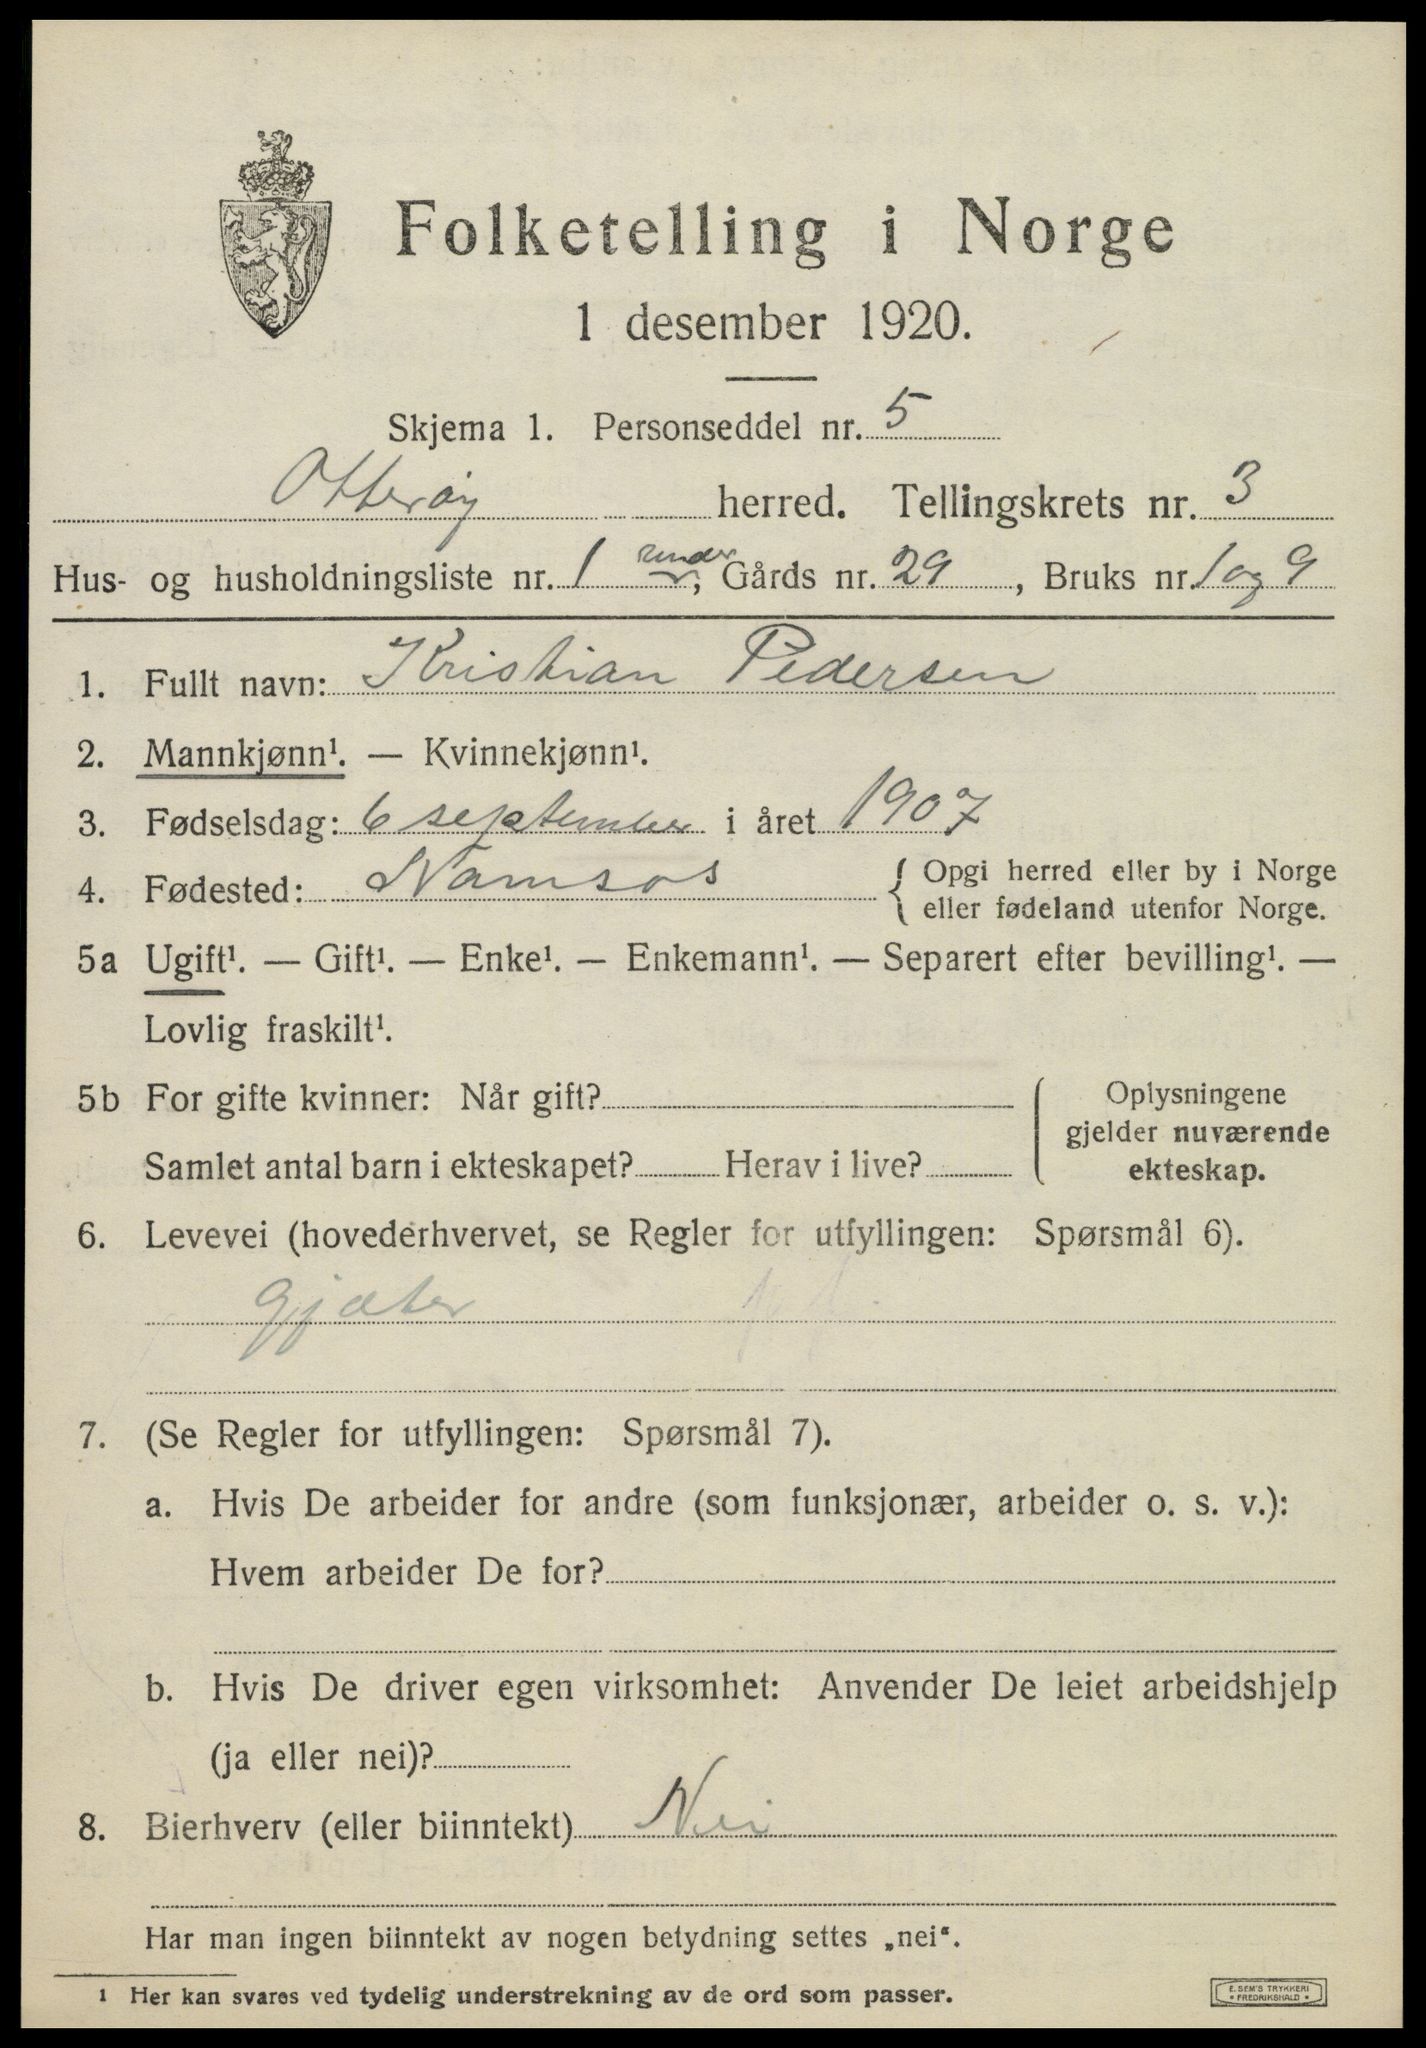 Folketelling i Norge
1 desember 1920.
Skjema 1. Personseddel nr. 5
Otterøy herred. Tellingskrets nr. 3
Hus- og husholdningsliste nr. 1 under, Gårds nr. 29, Bruks nr. 1 og 9
1. Fullt navn: Kristian Pedersen
2. Mannkjønn¹. — Kvinnekjønn¹.
3. Fødselsdag: 6 september i året 1907
4. Fødested: Namsos { Opgi herred eller by i Norge
eller fødeland utenfor Norge.
5a Ugift¹. — Gift¹. — Enke¹. — Enkemann¹. — Separert efter bevilling¹. —
Lovlig fraskilt¹.
5b For gifte kvinner: Når gift?
Samlet antal barn i ekteskapet? Herav i live?
Oplysningene
gjelder nuværende
ekteskap.
6. Levevei (hovederhvervet, se Regler for utfyllingen: Spørsmål 6).
Gjæter
7. (Se Regler for utfyllingen: Spørsmål 7).
a. Hvis De arbeider for andre (som funksjonær, arbeider o. s. v.):
Hvem arbeider De for?
b. Hvis De driver egen virksomhet: Anvender De leiet arbeidshjelp
(ja eller nei)?
8. Bierhverv (eller biinntekt) Nei
Har man ingen biinntekt av nogen betydning settes „nei“.
1 Her kan svares ved tydelig understrekning av de ord som passer.
E. SEM'S TRYKKERI
* FREDRIKSHALD *